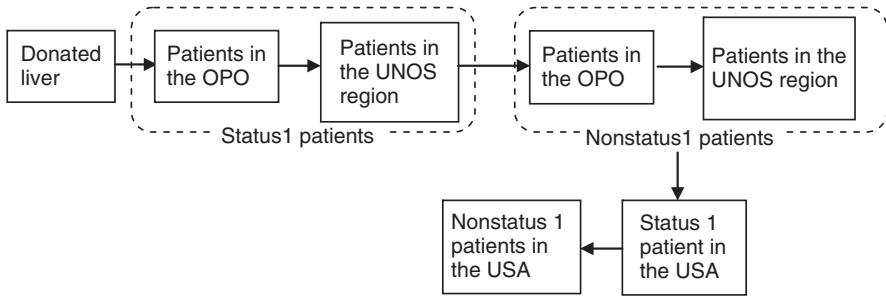 Donated
liver
Patients in
the OPO
Patients in
the UNOS
region
Status1 patients
Patients in
the OPO
Patients in the
UNOS region
Nonstatus1 patients
Nonstatus 1
patients in
the USA
Status 1
patient in
the USA